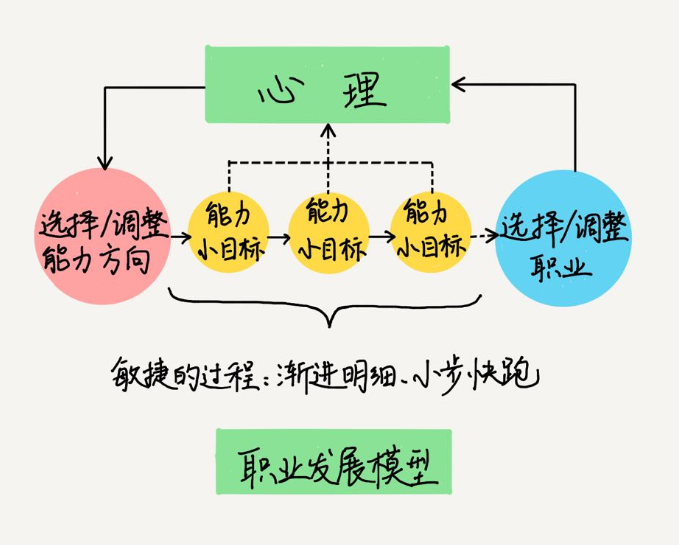 心 理
选择/调整
能力方向
能力
小目标
能力
小目标
能力
小目标
选择/调整
职业
敏捷的过程:渐进明细、小步快跑
职业发展模型